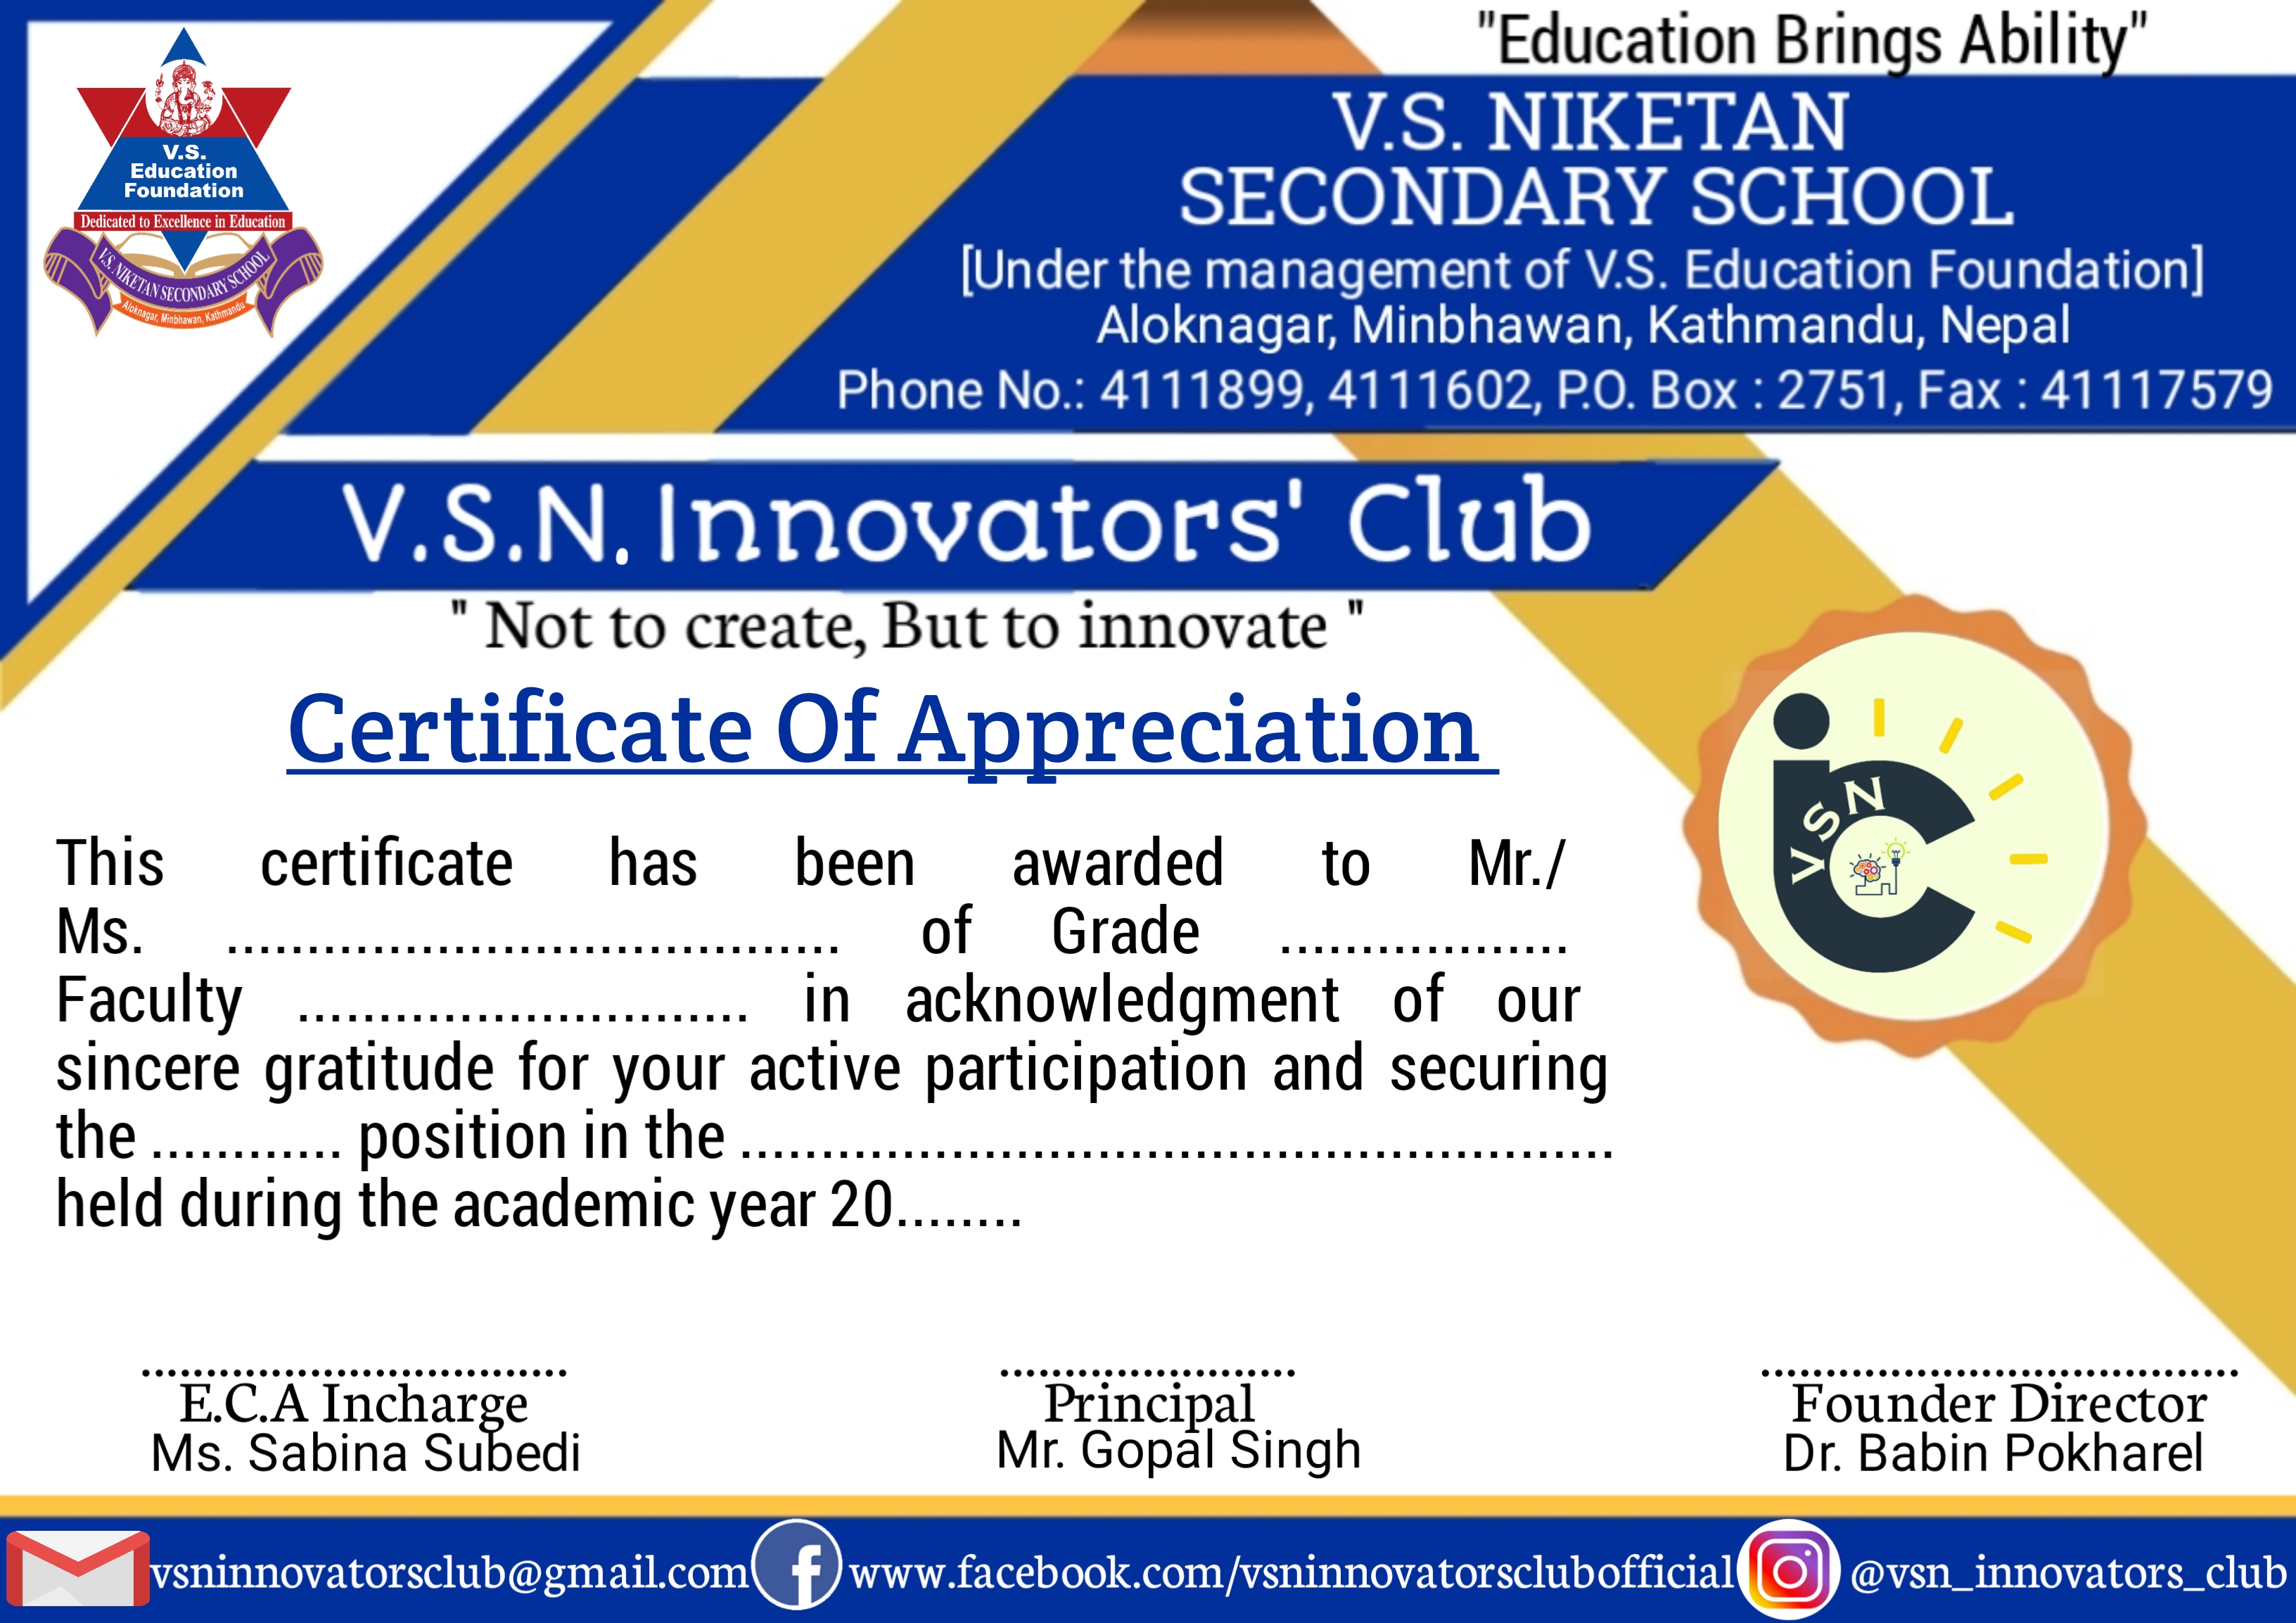 "Education Brings Ability"
V.S.
Education
Foundation
Dedicated to Excellence in Education
V.S. NIKETAN SECONDARY SCHOOL
Aloknagar, Minbhawan, Kathmandu
V.S. NIKETAN
SECONDARY SCHOOL
[Under the management of V.S. Education Foundation]
Aloknagar, Minbhawan, Kathmandu, Nepal
Phone No.: 4111899, 4111602, P.O. Box : 2751, Fax : 41117579
V.S.N. Innovators' Club
" Not to create, But to innovate "
Certificate Of Appreciation
VSN
This certificate has been awarded to Mr./
Ms. ...................................... of Grade ..................
Faculty ............................ in acknowledgment of our
sincere gratitude for your active participation and securing
the ............ position in the ......................................................
held during the academic year 20........
E.C.A Incharge
Ms. Sabina Subedi
Principal
Mr. Gopal Singh
Founder Director
Dr. Babin Pokharel
vsninnovatorsclub@gmail.com
www.facebook.com/vsninnovatorsclubofficial
@vsn_innovators_club